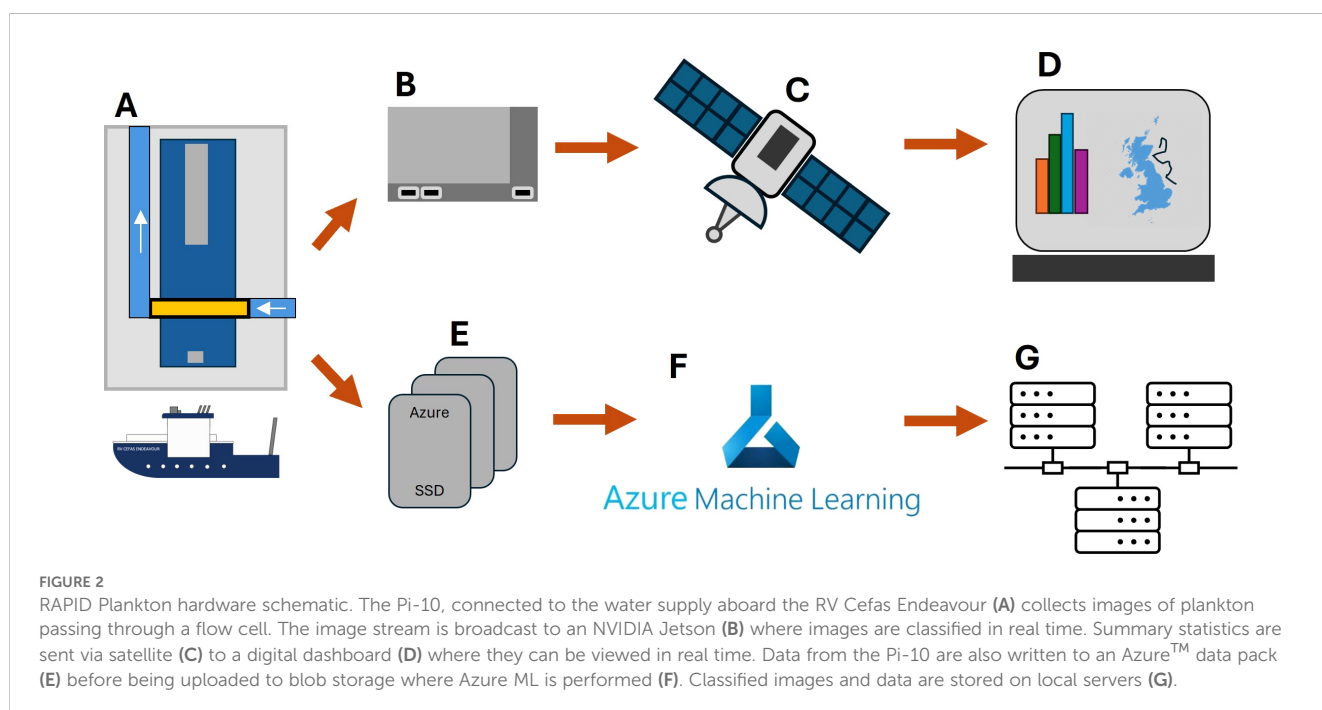 A
B
C
D
RV CEFAS ENDEAVOUR
E
Azure
SSD
F
Azure Machine Learning
G
FIGURE 2
RAPID Plankton hardware schematic. The Pi-10, connected to the water supply aboard the RV Cefas Endeavour (A) collects images of plankton
passing through a flow cell. The image stream is broadcast to an NVIDIA Jetson (B) where images are classified in real time. Summary statistics are
sent via satellite (C) to a digital dashboard (D) where they can be viewed in real time. Data from the Pi-10 are also written to an Azure™ data pack
(E) before being uploaded to blob storage where Azure ML is performed (F). Classified images and data are stored on local servers (G).